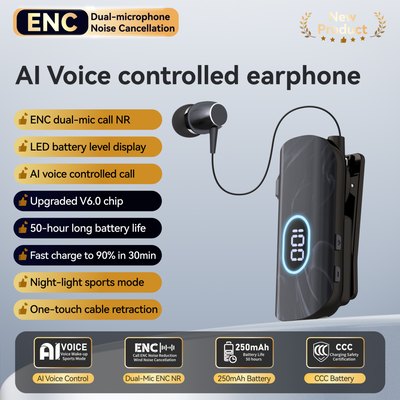 ENC
Dual-microphone
Noise Cancellation
New
Product
AI Voice controlled earphone
ENC dual-mic call NR
LED battery level display
AI voice controlled call
Upgraded V6.0 chip
50-hour long battery life
Fast charge to 90% in 30min
Night-light sports mode
One-touch cable retraction
100
AI VOICE
Voice Wake-up
Sports Mode
AI Voice Control
ENC
Call ENC Noise Reduction
Wind Noise Cancellation
Dual-Mic ENC NR
250mAh
Battery Life
50 hours
250mAh Battery
CCC
CCC
Charging Safety
Certification
CCC Battery